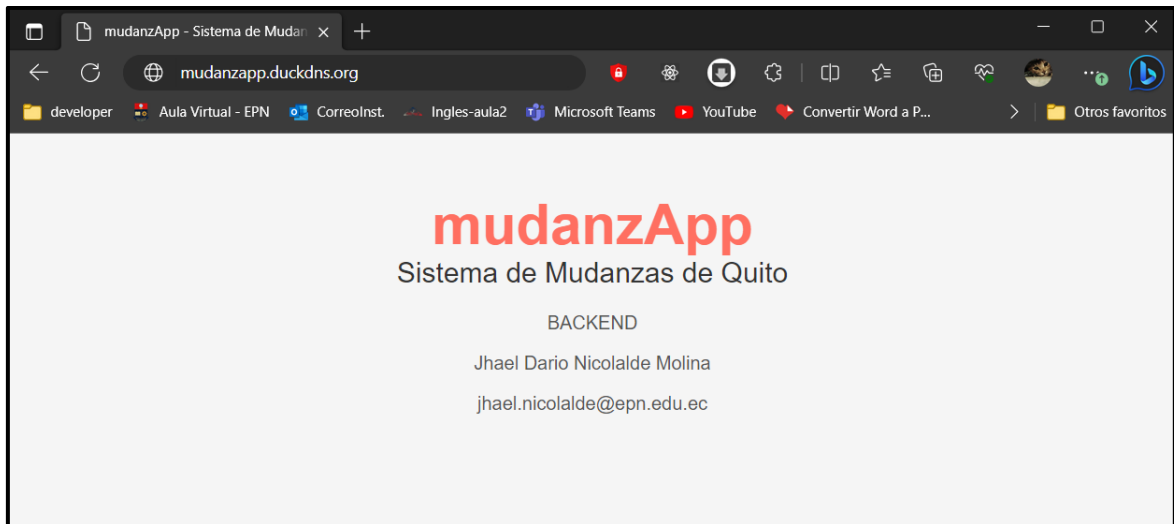 mudanzApp - Sistema de Mudan
mudanzapp.duckdns.org
developer Aula Virtual - EPN CorreoInst. Ingles-aula2 Microsoft Teams YouTube Convertir Word a P... Otros favoritos
mudanzApp
Sistema de Mudanzas de Quito
BACKEND
Jhael Dario Nicolalde Molina
jhael.nicolalde@epn.edu.ec